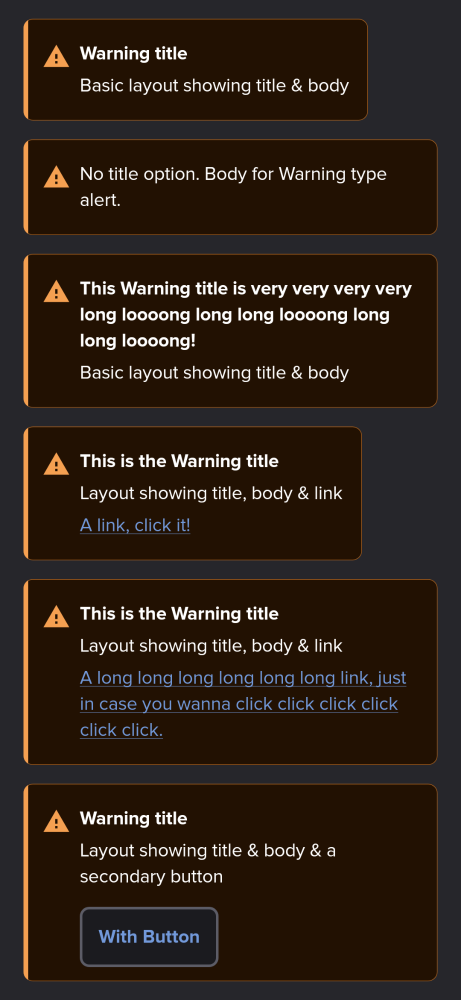 Warning title
Basic layout showing title & body
No title option. Body for Warning type
alert.
This Warning title is very very very very
long loooong long long loooong long
long loooong!
Basic layout showing title & body
This is the Warning title
Layout showing title, body & link
A link, click it!
This is the Warning title
Layout showing title, body & link
A long long long long long long link, just
in case you wanna click click click click
click click.
Warning title
Layout showing title & body & a
secondary button
With Button